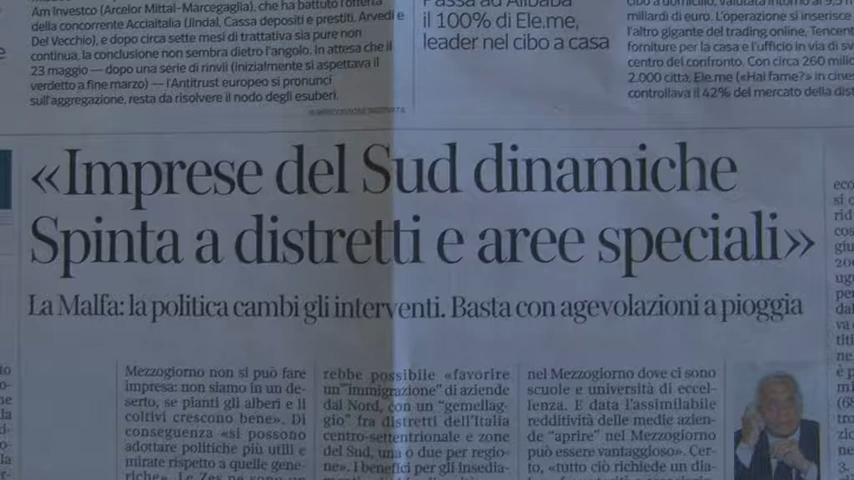 Am Investco (Arcelor Mittal-Marcegaglia), che ha battuto l'offerta
della concorrente Acciaitalia (Jindal, Cassa depositi e prestiti, Arvedi e
Del Vecchio), e dopo circa sette mesi di trattativa sia pure non
continua, la conclusione non sembra dietro l'angolo. In attesa che il
23 maggio — dopo una serie di rinvii (inizialmente si aspettava il
verdetto a fine marzo) — l'Antitrust europeo si pronunci
sull'aggregazione, resta da risolvere il nodo degli esuberi.
Passa ad Alibaba
il 100% di Ele.me,
leader nel cibo a casa
miliardi di euro. L'operazione si inserisce
l'altro gigante del trading online, Tencent
forniture per la casa e l'ufficio in via di sv
centro del confronto. Con circa 260 milio
2.000 città, Ele.me («Hai fame?» in cines
controllava il 42% del mercato della dist
«Imprese del Sud dinamiche
Spinta a distretti e aree speciali»
La Malfa: la politica cambi gli interventi. Basta con agevolazioni a pioggia
Mezzogiorno non si può fare
impresa: non siamo in un de-
serto, se pianti gli alberi e li
coltivi crescono bene». Di
conseguenza «si possono
adottare politiche più utili e
mirate rispetto a quelle gene-
riche». Le Zes ne sono un
rebbe possibile «favorire
un'"immigrazione" di aziende
dal Nord, con un "gemellag-
gio" fra distretti dell'Italia
centro-settentrionale e zone
del Sud, una o due per regio-
ne». I benefici per gli insedia-
nel Mezzogiorno dove ci sono
scuole e università di eccel-
lenza. E data l'assimilabile
redditività delle medie azien-
de "aprire" nel Mezzogiorno
può essere vantaggioso». Cer-
to, «tutto ciò richiede un dia-